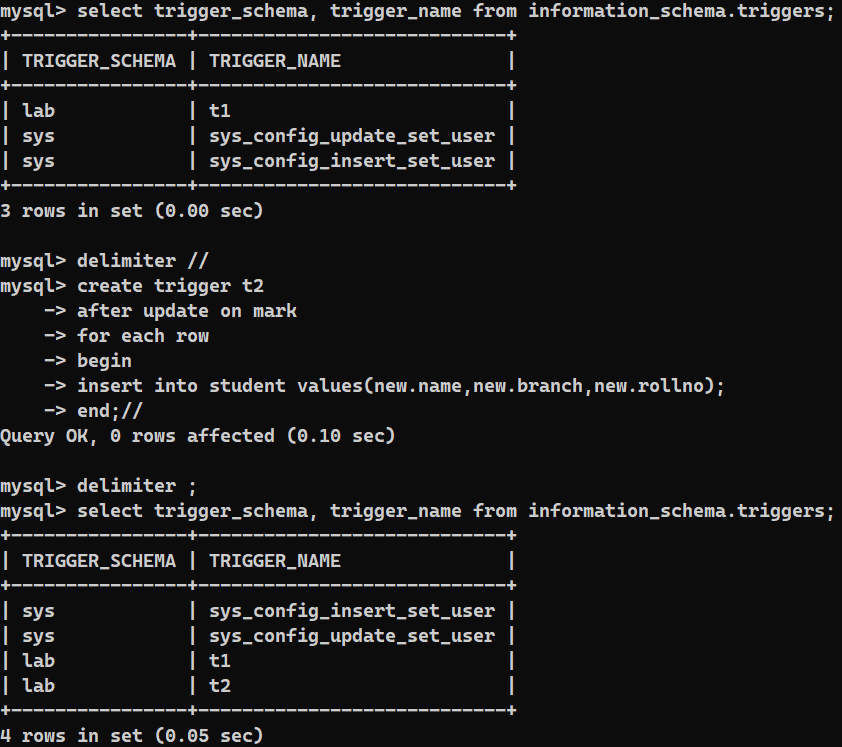 mysql> select trigger_schema, trigger_name from information_schema.triggers;
+----------------+----------------------------+
| TRIGGER_SCHEMA | TRIGGER_NAME               |
+----------------+----------------------------+
| lab            | t1                         |
| sys            | sys_config_update_set_user |
| sys            | sys_config_insert_set_user |
+----------------+----------------------------+
3 rows in set (0.00 sec)

mysql> delimiter //
mysql> create trigger t2
    -> after update on mark
    -> for each row
    -> begin
    -> insert into student values(new.name,new.branch,new.rollno);
    -> end;//
Query OK, 0 rows affected (0.10 sec)

mysql> delimiter ;
mysql> select trigger_schema, trigger_name from information_schema.triggers;
+----------------+----------------------------+
| TRIGGER_SCHEMA | TRIGGER_NAME               |
+----------------+----------------------------+
| sys            | sys_config_insert_set_user |
| sys            | sys_config_update_set_user |
| lab            | t1                         |
| lab            | t2                         |
+----------------+----------------------------+
4 rows in set (0.05 sec)